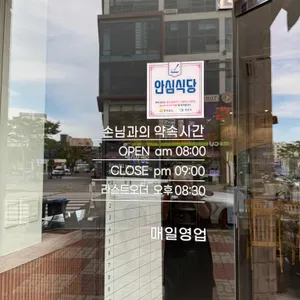 안심식당
손님과의 약속시간
OPEN am 08:00
CLOSE pm 09:00
라스트오더 오후 08:30
매일영업